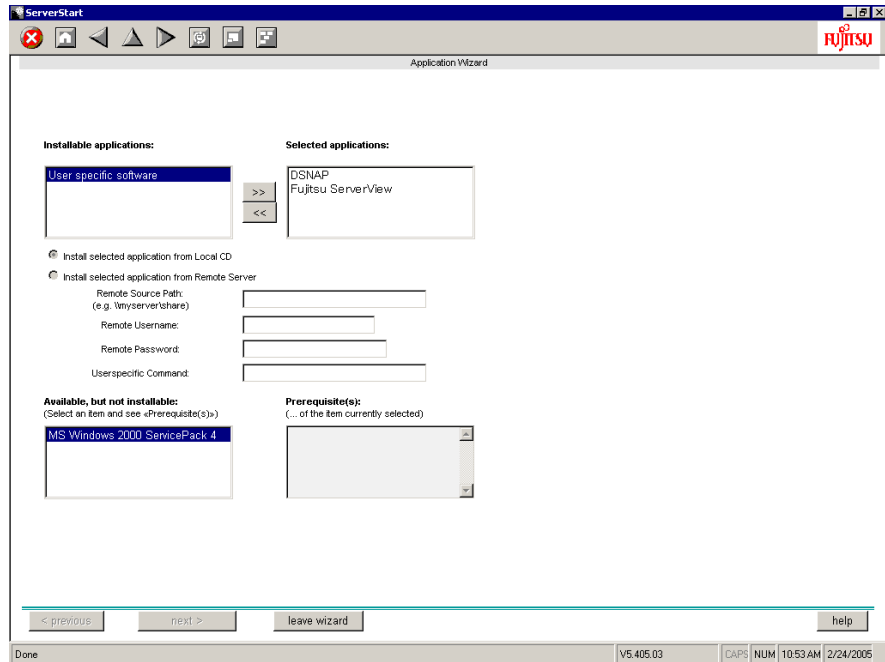 ServerStart
FUJITSU
Application Wizard
Installable applications:
Selected applications:
User specific software
DSNAP
Fujitsu ServerView
>>
<<
Install selected application from Local CD
Install selected application from Remote Server
Remote Source Path:
(e.g. \\myserver\share)
Remote Username:
Remote Password:
Userspecific Command:
Available, but not installable:
(Select an item and see «Prerequisite(s)»)
Prerequisite(s):
(... of the item currently selected)
MS Windows 2000 ServicePack 4
< previous
next >
leave wizard
help
Done
V5.405.03
CAPS
NUM
10:53 AM
2/24/2005